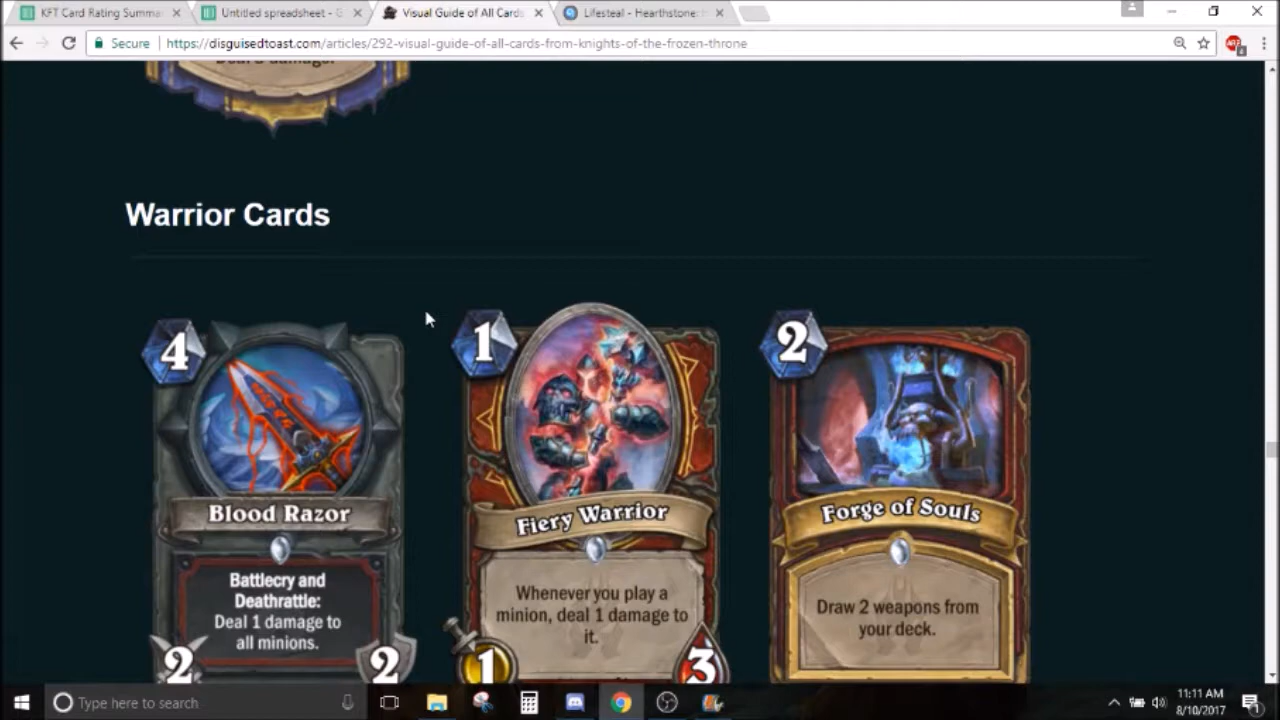 KFT Card Rating Summa
Untitled spreadsheet - G
Visual Guide of All Cards
Lifesteal - Hearthstone:
Secure
https://disguisedtoast.com/articles/292-visual-guide-of-all-cards-from-knights-of-the-frozen-throne
Warrior Cards
4
1
2
Blood Razor
Battlecry and
Deathrattle:
Deal 1 damage to
all minions.
2
2
Fiery Warrior
Whenever you play a
minion, deal 1 damage to
it.
1
3
Forge of Souls
Draw 2 weapons from
your deck.
Type here to search
11:11 AM
8/10/2017